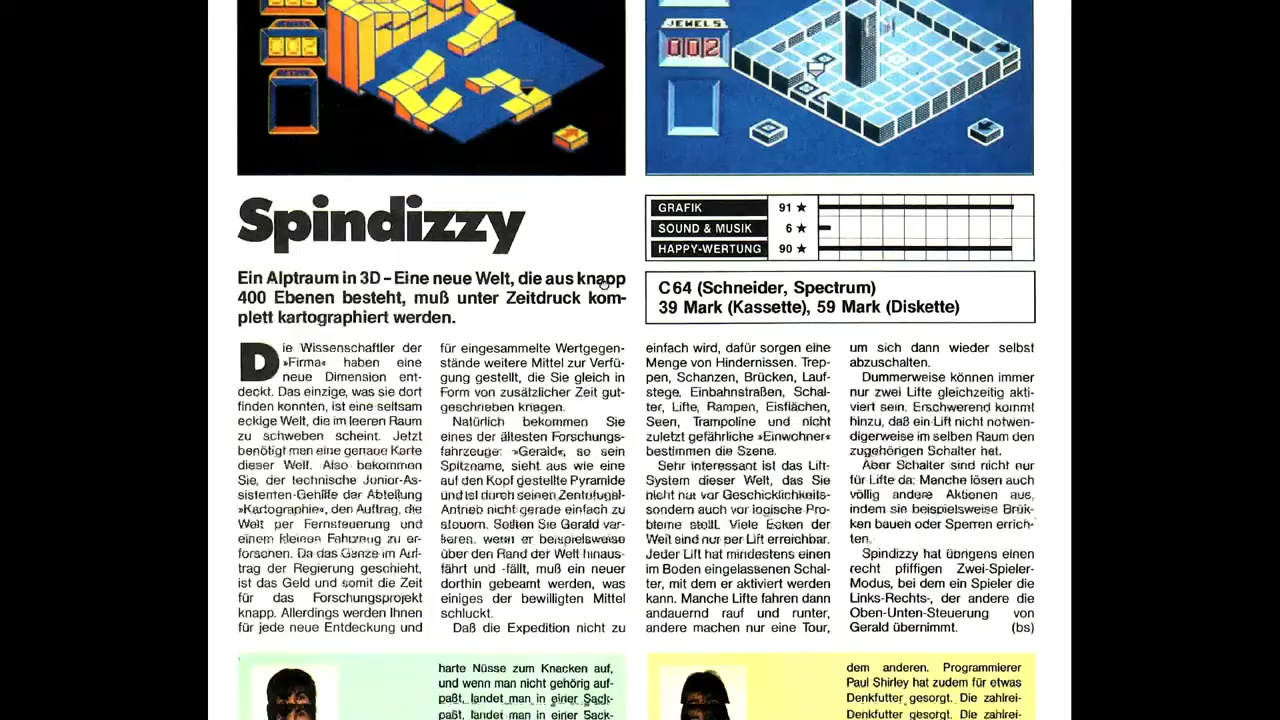 002
JEWELS
002
Spindizzy
GRAFIK 91 ★
SOUND & MUSIK 6 ★
HAPPY-WERTUNG 90 ★
Ein Alptraum in 3D – Eine neue Welt, die aus knapp
400 Ebenen besteht, muß unter Zeitdruck kom-
plett kartographiert werden.
C 64 (Schneider, Spectrum)
39 Mark (Kassette), 59 Mark (Diskette)
Die Wissenschaftler der
»Firma« haben eine
neue Dimension ent-
deckt. Das einzige, was sie dort
finden konnten, ist eine seltsam
eckige Welt, die im leeren Raum
zu schweben scheint. Jetzt
benötigt man eine genaue Karte
dieser Welt. Also bekommen
Sie, der technische Junior-As-
sistenten-Gehilfe der Abteilung
»Kartographie«, den Auftrag, die
Welt per Fernsteuerung und
einem kleinen Fahrzeug zu er-
forschen. Da das Ganze im Auf-
trag der Regierung geschieht,
ist das Geld und somit die Zeit
für das Forschungsprojekt
knapp. Allerdings werden Ihnen
für jede neue Entdeckung und
für eingesammelte Wertgegen-
stände weitere Mittel zur Verfü-
gung gestellt, die Sie gleich in
Form von zusätzlicher Zeit gut-
geschrieben kriegen.
Natürlich bekommen Sie
eines der ältesten Forschungs-
fahrzeuge: »Gerald«, so sein
Spitzname, sieht aus wie eine
auf den Kopf gestellte Pyramide
und ist durch seinen Zentrifugal-
Antrieb nicht gerade einfach zu
steuern. Sollten Sie Gerald ver-
lieren, wenn er beispielsweise
über den Rand der Welt hinaus-
fährt und -fällt, muß ein neuer
dorthin gebeamt werden, was
einiges der bewilligten Mittel
schluckt.
Daß die Expedition nicht zu
einfach wird, dafür sorgen eine
Menge von Hindernissen. Trep-
pen, Schanzen, Brücken, Lauf-
stege, Einbahnstraßen, Schal-
ter, Lifte, Rampen, Eisflächen,
Seen, Trampoline und nicht
zuletzt gefährliche »Einwohner«
bestimmen die Szene.
Sehr interessant ist das Lift-
System dieser Welt, das Sie
nicht nur vor Geschicklichkeits-
sondern auch vor logische Pro-
bleme stellt. Viele Ecken der
Welt sind nur per Lift erreichbar.
Jeder Lift hat mindestens einen
im Boden eingelassenen Schal-
ter, mit dem er aktiviert werden
kann. Manche Lifte fahren dann
andauernd rauf und runter,
andere machen nur eine Tour,
um sich dann wieder selbst
abzuschalten.
Dummerweise können immer
nur zwei Lifte gleichzeitig akti-
viert sein. Erschwerend kommt
hinzu, daß ein Lift nicht notwen-
digerweise im selben Raum den
zugehörigen Schalter hat.
Aber Schalter sind nicht nur
für Lifte da: Manche lösen auch
völlig andere Aktionen aus,
indem sie beispielsweise Brük-
ken bauen oder Sperren errich-
ten.
Spindizzy hat übrigens einen
recht pfiffigen Zwei-Spieler-
Modus, bei dem ein Spieler die
Links-Rechts-, der andere die
Oben-Unten-Steuerung von
Gerald übernimmt. (bs)
harte Nüsse zum Knacken auf,
und wenn man nicht gehörig auf-
paßt, landet man in einer Sack-
paßt, landet man in einer Sack-
dem anderen. Programmierer
Paul Shirley hat zudem für etwas
Denkfutter gesorgt. Die zahlrei-
Denkfutter gesorgt. Die zahlrei-